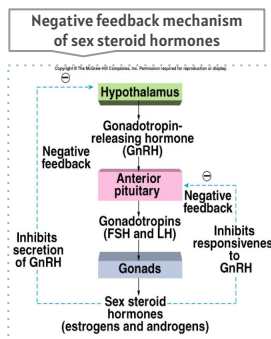 Negative feedback mechanism
of sex steroid hormones
Copyright © The McGraw-Hill Companies, Inc. Permission required for reproduction or display.
⊖
Hypothalamus
Gonadotropin-
releasing hormone
(GnRH)
Negative
feedback
⊖
Anterior
pituitary
Negative
feedback
Gonadotropins
(FSH and LH)
Inhibits
secretion
of GnRH
Inhibits
responsivenes
to
GnRH
Gonads
Sex steroid
hormones
(estrogens and androgens)